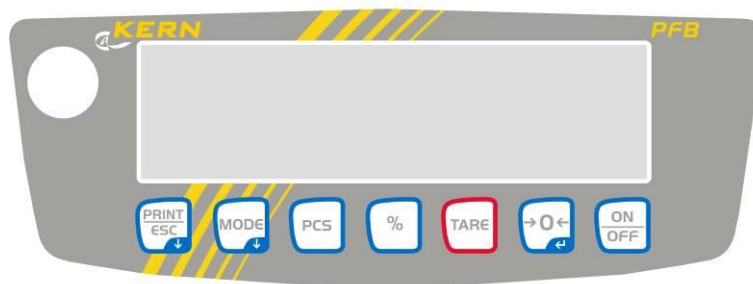 KERN PFB
PRINT
ESC
MODE
PCS
%
TARE
→0←
ON
OFF